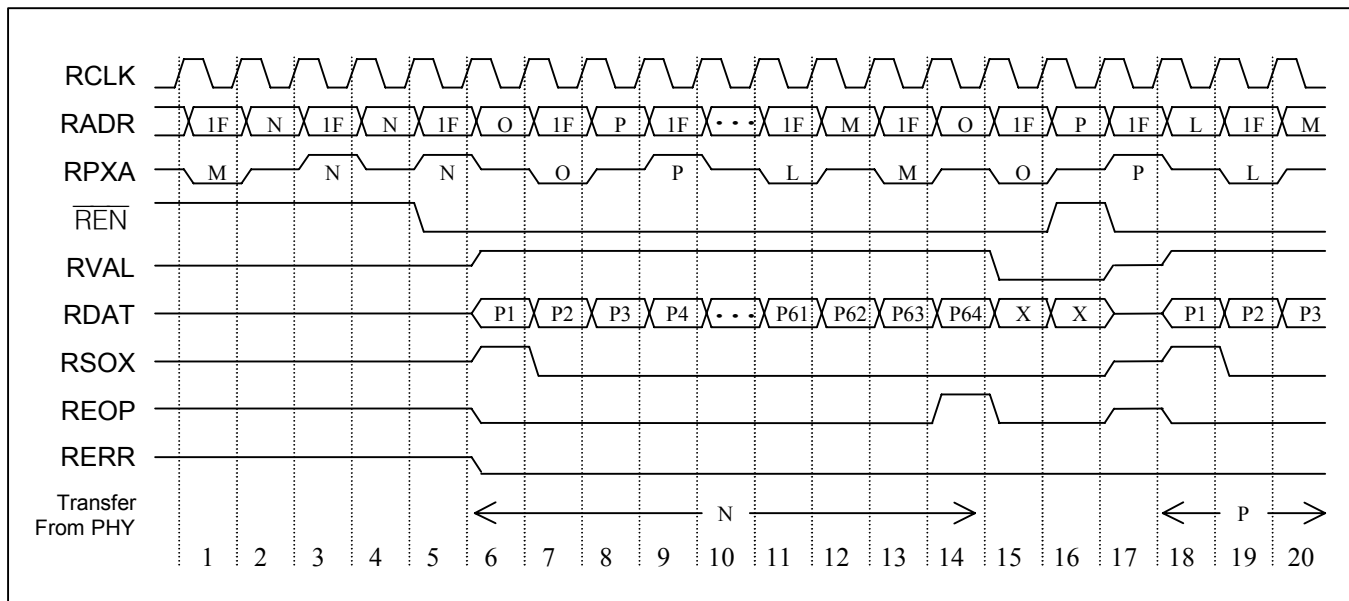 RCLK
RADR 1F N 1F N 1F O 1F P 1F ... 1F M 1F O 1F P 1F L 1F M
RPXA M N N O P L M O P L
REN
RVAL
RDAT P1 P2 P3 P4 ... P61 P62 P63 P64 X X P1 P2 P3
RSOX
REOP
RERR
Transfer
From PHY
N P
1 2 3 4 5 6 7 8 9 10 11 12 13 14 15 16 17 18 19 20